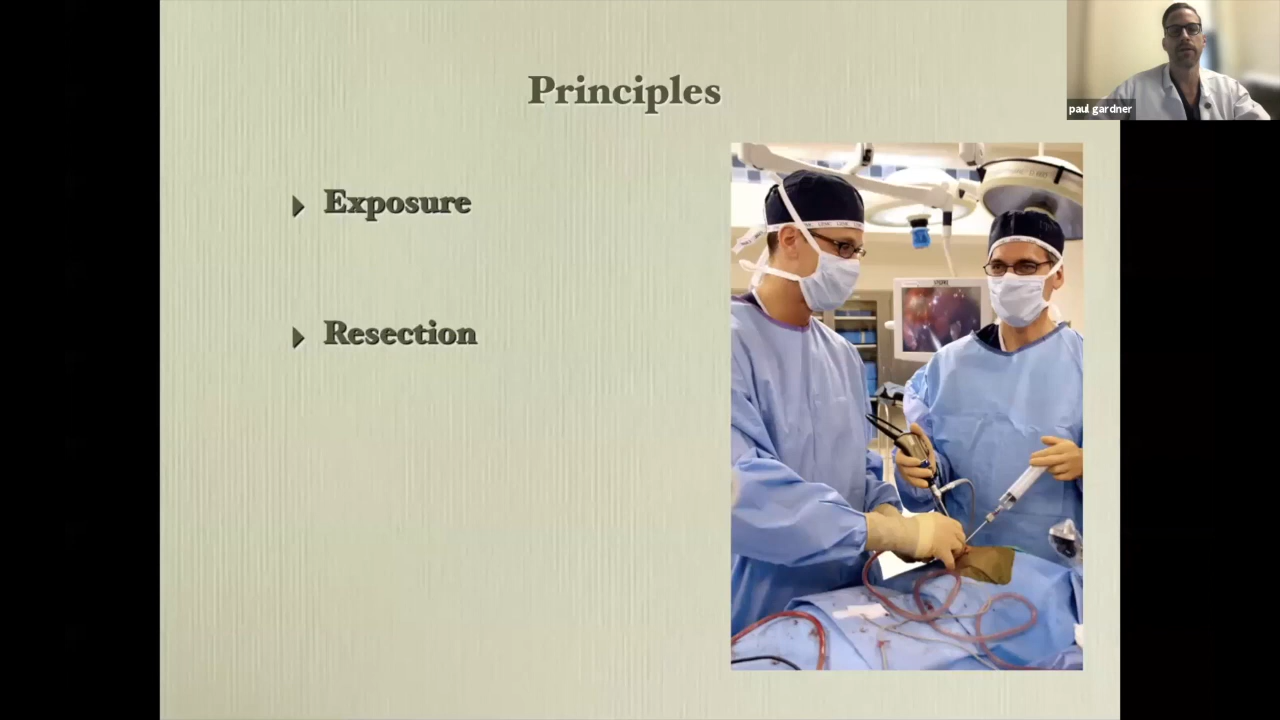 Principles
paul gardner
Exposure
Resection